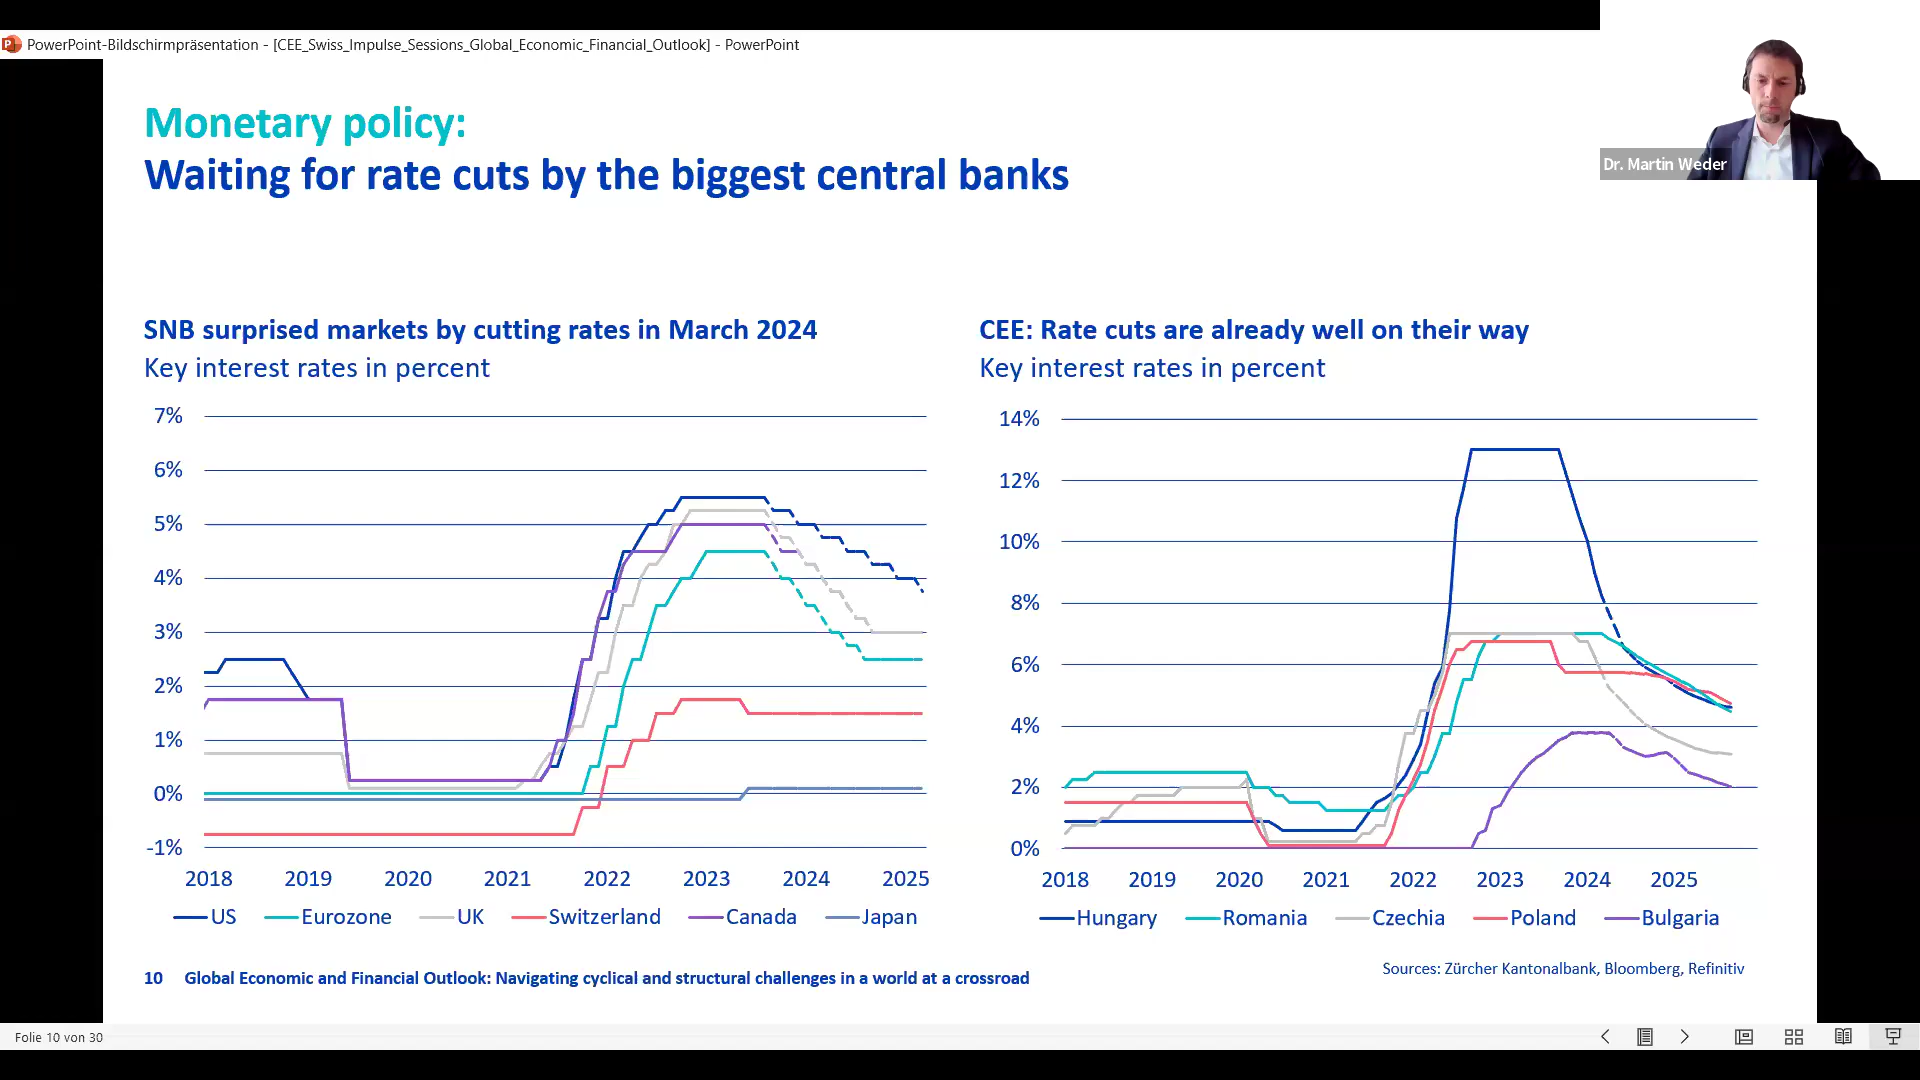 PowerPoint-Bildschirmpräsentation - [CEE_Swiss_Impulse_Sessions_Global_Economic_Financial_Outlook] - PowerPoint
Dr. Martin Weder
Monetary policy:
Waiting for rate cuts by the biggest central banks
SNB surprised markets by cutting rates in March 2024
Key interest rates in percent
7%
6%
5%
4%
3%
2%
1%
0%
-1%
2018 2019 2020 2021 2022 2023 2024 2025
US Eurozone UK Switzerland Canada Japan
CEE: Rate cuts are already well on their way
Key interest rates in percent
14%
12%
10%
8%
6%
4%
2%
0%
2018 2019 2020 2021 2022 2023 2024 2025
Hungary Romania Czechia Poland Bulgaria
Sources: Zürcher Kantonalbank, Bloomberg, Refinitiv
10 Global Economic and Financial Outlook: Navigating cyclical and structural challenges in a world at a crossroad
Folie 10 von 30